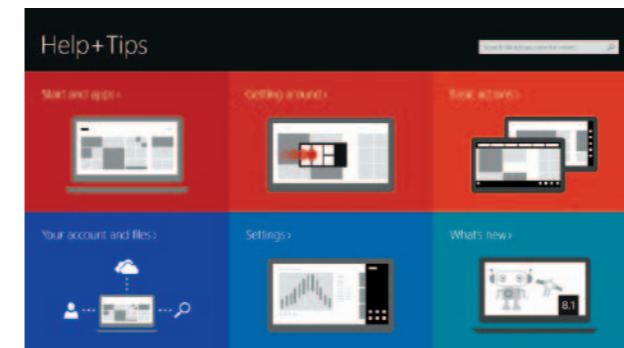 Help+Tips
Start and apps›
Getting around›
Basic actions›
Your account and files›
Settings›
What's new›
8.1